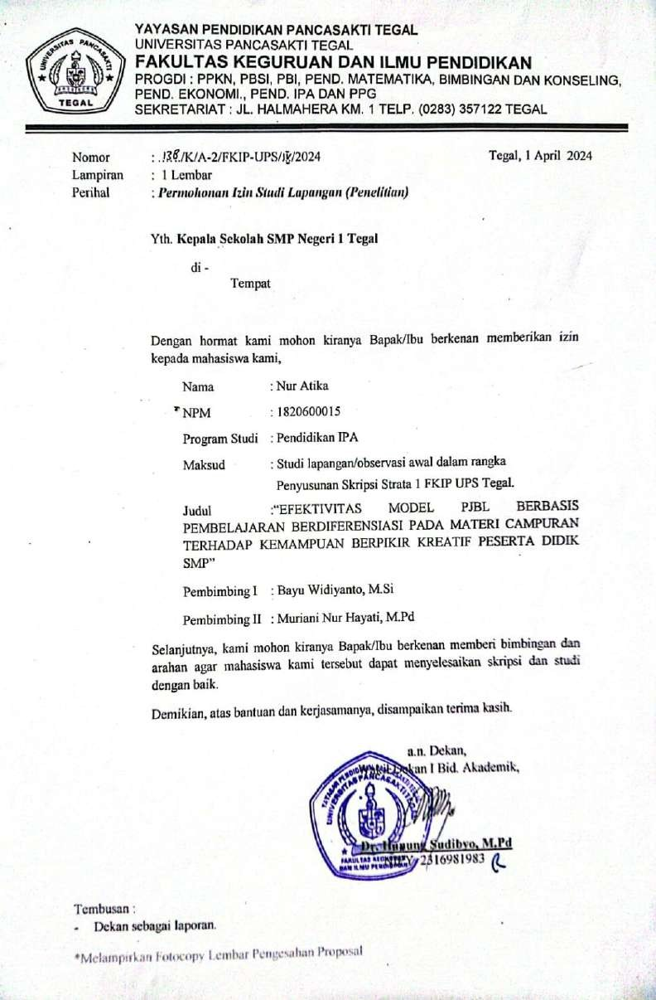 YAYASAN PENDIDIKAN PANCASAKTI TEGAL
UNIVERSITAS PANCASAKTI TEGAL
FAKULTAS KEGURUAN DAN ILMU PENDIDIKAN
PROGDI : PPKN, PBSI, PBI, PEND. MATEMATIKA, BIMBINGAN DAN KONSELING,
PEND. EKONOMI., PEND. IPA DAN PPG
SEKRETARIAT : JL. HALMAHERA KM. 1 TELP. (0283) 357122 TEGAL
UNIVERSITAS PANCASAKTI
TEGAL
Nomor : /K/A-2/FKIP-UPS/ /2024
Tegal, 1 April 2024
Lampiran : 1 Lembar
Perihal : Permohonan Izin Studi Lapangan (Penelitian)
Yth. Kepala Sekolah SMP Negeri 1 Tegal
di -
Tempat
Dengan hormat kami mohon kiranya Bapak/Ibu berkenan memberikan izin
kepada mahasiswa kami,
Nama : Nur Atika
NPM : 1820600015
Program Studi : Pendidikan IPA
Maksud : Studi lapangan/observasi awal dalam rangka
Penyusunan Skripsi Strata 1 FKIP UPS Tegal.
Judul :“EFEKTIVITAS MODEL PJBL BERBASIS
PEMBELAJARAN BERDIFERENSIASI PADA MATERI CAMPURAN
TERHADAP KEMAMPUAN BERPIKIR KREATIF PESERTA DIDIK
SMP”
Pembimbing I : Bayu Widiyanto, M.Si
Pembimbing II : Muriani Nur Hayati, M.Pd
Selanjutnya, kami mohon kiranya Bapak/Ibu berkenan memberi bimbingan dan
arahan agar mahasiswa kami tersebut dapat menyelesaikan skripsi dan studi
dengan baik.
Demikian, atas bantuan dan kerjasamanya, disampaikan terima kasih.
a.n. Dekan,
Wakil Dekan I Bid. Akademik,
UNIVERSITAS PANCASAKTI TEGAL
FAKULTAS KEGURUAN
DAN ILMU PENDIDIKAN
Dr. Hanung Sudibyo, M.Pd
2316981983
Tembusan :
- Dekan sebagai laporan.
*Melampirkan Fotocopy Lembar Pengesahan Proposal